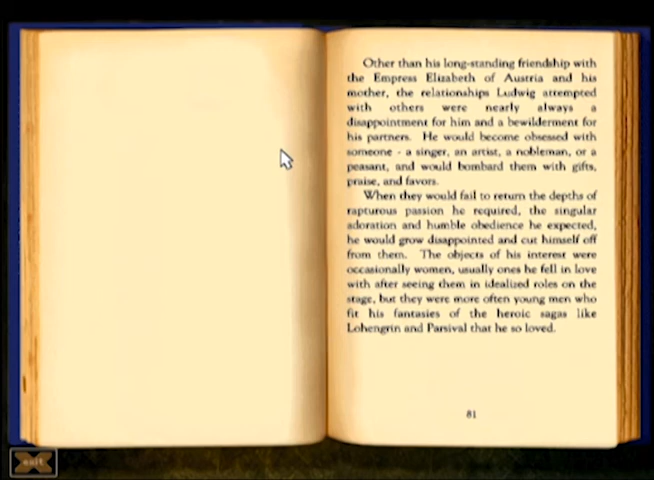 Other than his long-standing friendship with
the Empress Elizabeth of Austria and his
mother, the relationships Ludwig attempted
with others were nearly always a
disappointment for him and a bewilderment for
his partners. He would become obsessed with
someone - a singer, an artist, a nobleman, or a
peasant, and would bombard them with gifts,
praise, and favors.
When they would fail to return the depths of
rapturous passion he required, the singular
adoration and humble obedience he expected,
he would grow disappointed and cut himself off
from them. The objects of his interest were
occasionally women, usually ones he fell in love
with after seeing them in idealized roles on the
stage, but they were more often young men who
fit his fantasies of the heroic sagas like
Lohengrin and Parsival that he so loved.
81
exit